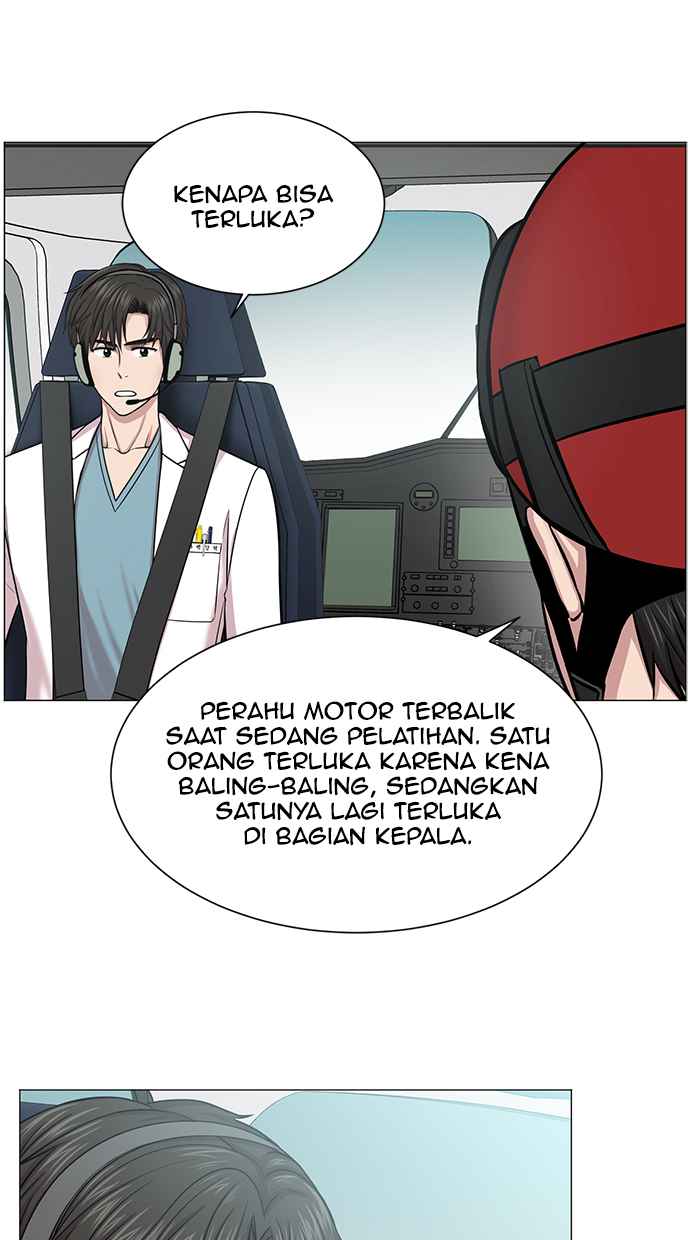 KENAPA BISA
TERLUKA?
PERAHU MOTOR TERBALIK
SAAT SEDANG PELATIHAN. SATU
ORANG TERLUKA KARENA KENA
BALING-BALING, SEDANGKAN
SATUNYA LAGI TERLUKA
DI BAGIAN KEPALA.